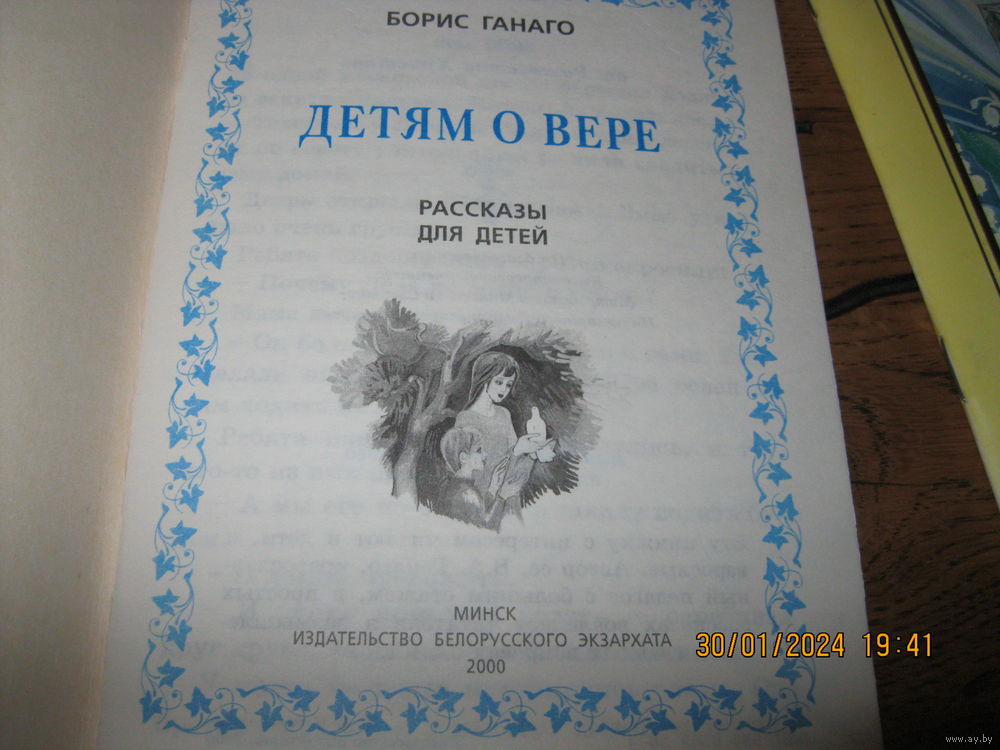 БОРИС ГАНАГО
ДЕТЯМ О ВЕРЕ
РАССКАЗЫ
ДЛЯ ДЕТЕЙ
МИНСК
ИЗДАТЕЛЬСТВО БЕЛОРУССКОГО ЭКЗАРХАТА
2000
30/01/2024 19:41
www.ay.by